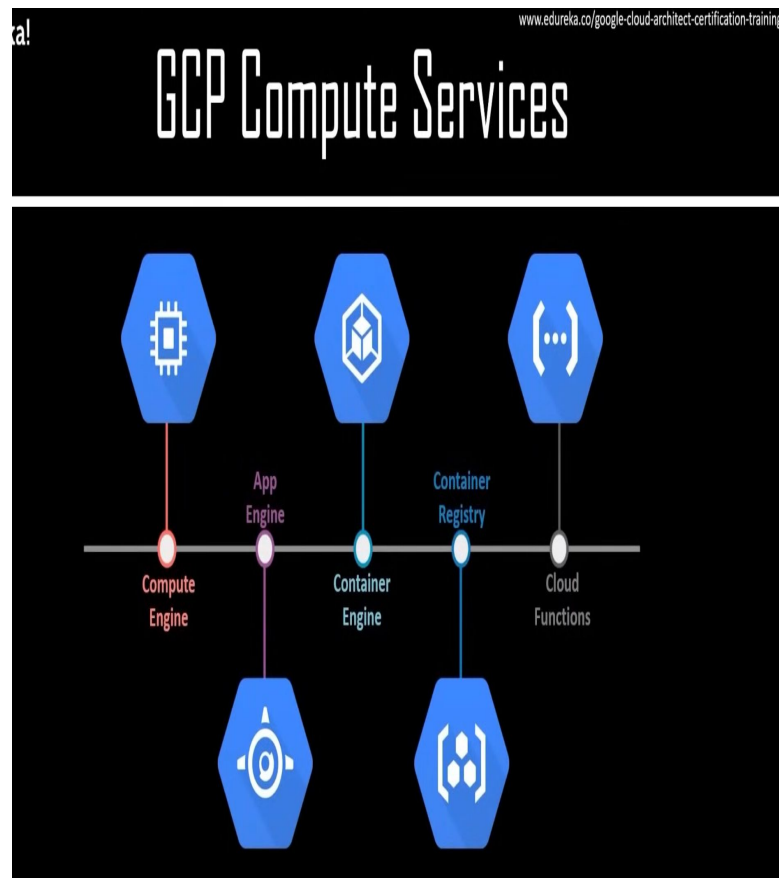 ka!
www.edureka.co/google-cloud-architect-certification-training
GCP Compute Services
App
Engine
Container
Registry
Compute
Engine
Container
Engine
Cloud
Functions